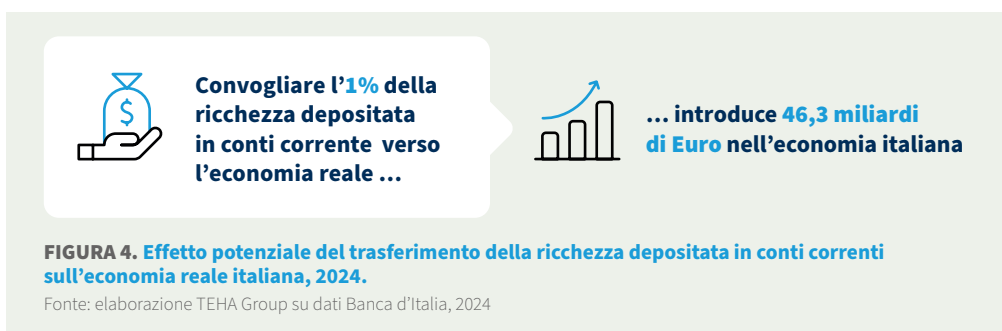 Convogliare l’1% della
ricchezza depositata
in conti corrente verso
l’economia reale ...
... introduce 46,3 miliardi
di Euro nell’economia italiana
FIGURA 4. Effetto potenziale del trasferimento della ricchezza depositata in conti correnti
sull’economia reale italiana, 2024.
Fonte: elaborazione TEHA Group su dati Banca d’Italia, 2024